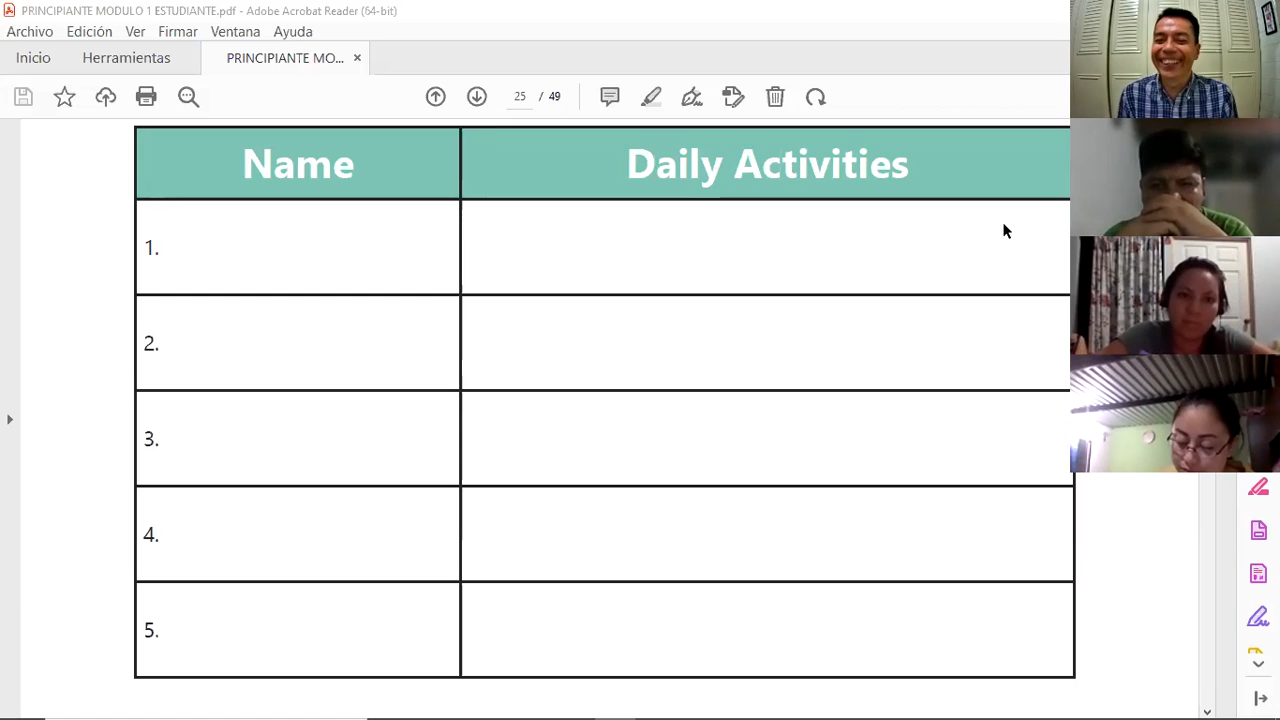 PRINCIPIANTE MODULO 1 ESTUDIANTE.pdf - Adobe Acrobat Reader (64-bit)
Archivo Edición Ver Firmar Ventana Ayuda
Inicio Herramientas PRINCIPIANTE MO... ×
25 / 49
Name Daily Activities
1.
2.
3.
4.
5.